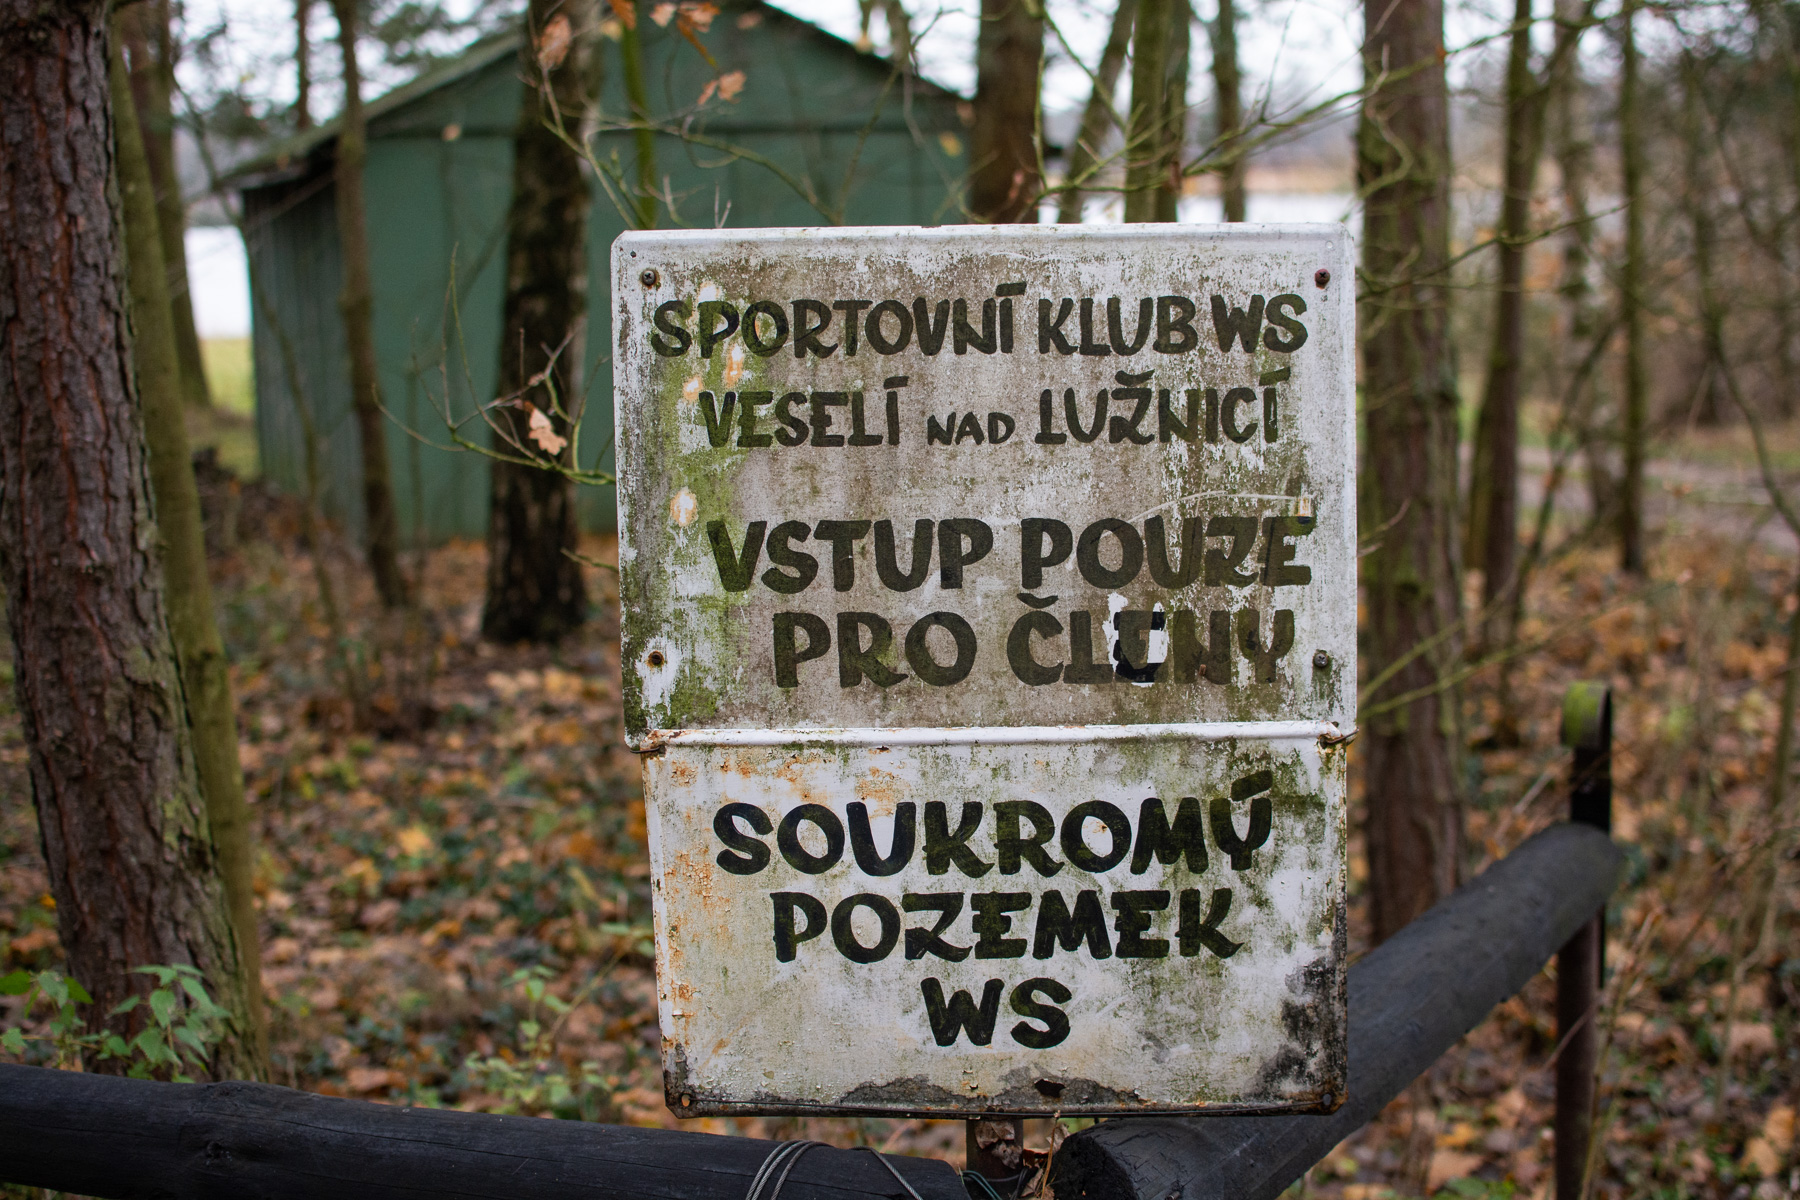 SPORTOVNÍ KLUB WS
VESELÍ NAD LUŽNICÍ
VSTUP POUZE
PRO ČLENY
SOUKROMÝ
POZEMEK
WS